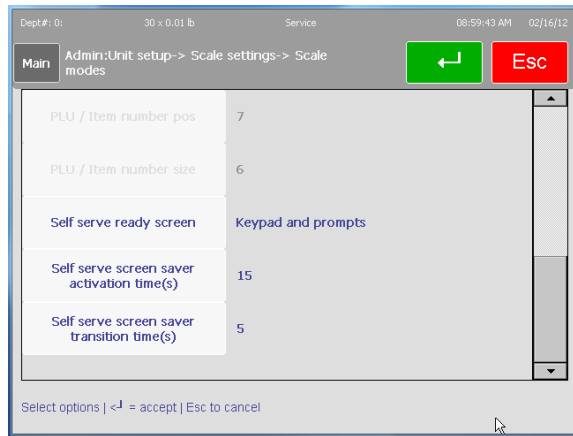 Dept#: 0: 30 x 0.01 lb Service 08:59:43 AM 02/16/12
Main Admin:Unit setup-> Scale settings-> Scale
modes
Esc
PLU / Item number pos 7
PLU / Item number size 6
Self serve ready screen Keypad and prompts
Self serve screen saver
activation time(s) 15
Self serve screen saver
transition time(s) 5
Select options | <┘ = accept | Esc to cancel